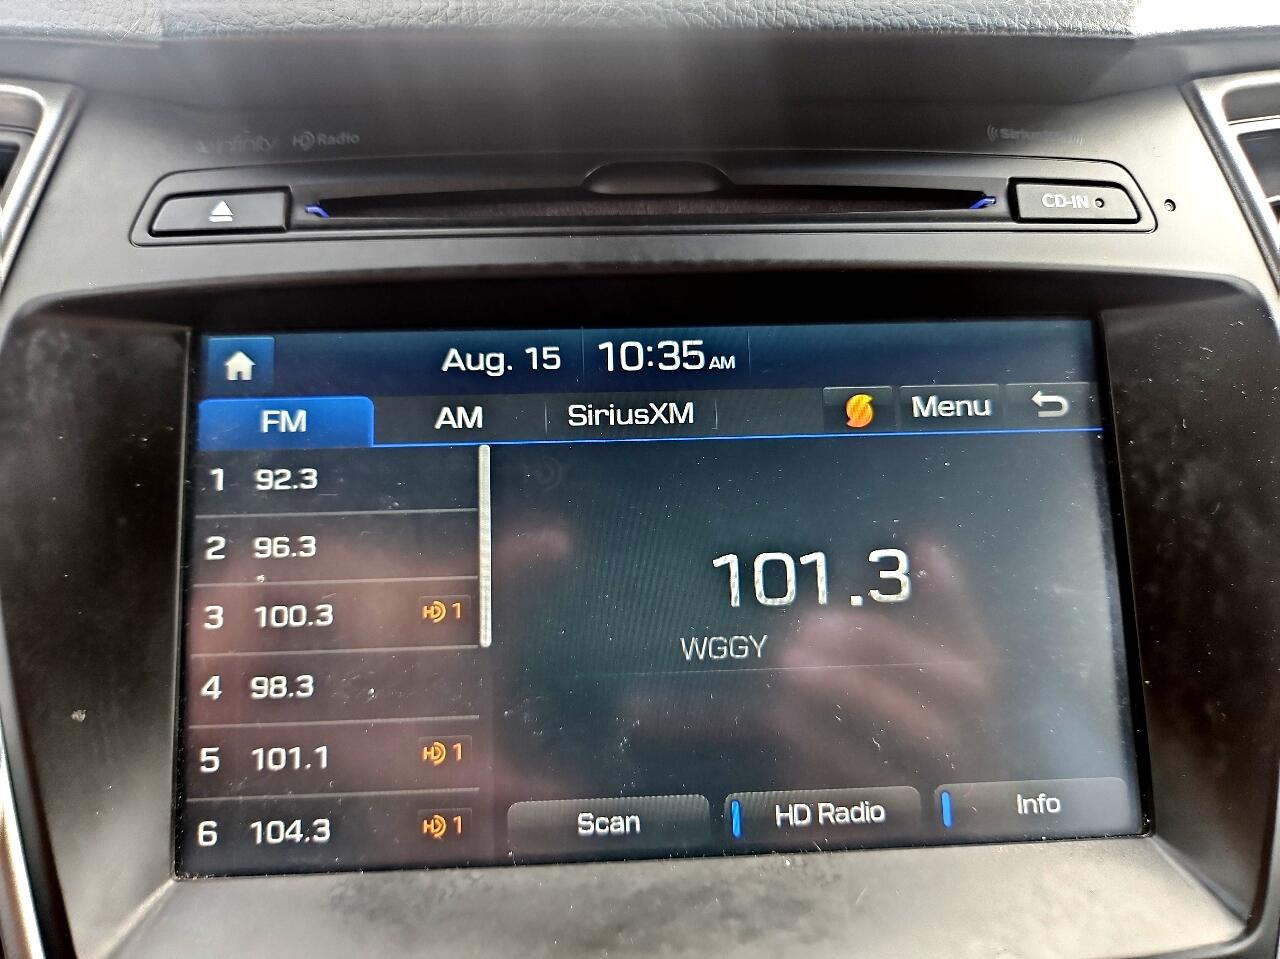 Infinity HD Radio SiriusXM
CD-IN
Aug. 15 10:35 AM
FM AM SiriusXM Menu
1 92.3
2 96.3
3 100.3 HD 1
4 98.3
5 101.1 HD 1
6 104.3 HD 1
101.3
WGGY
Scan HD Radio Info